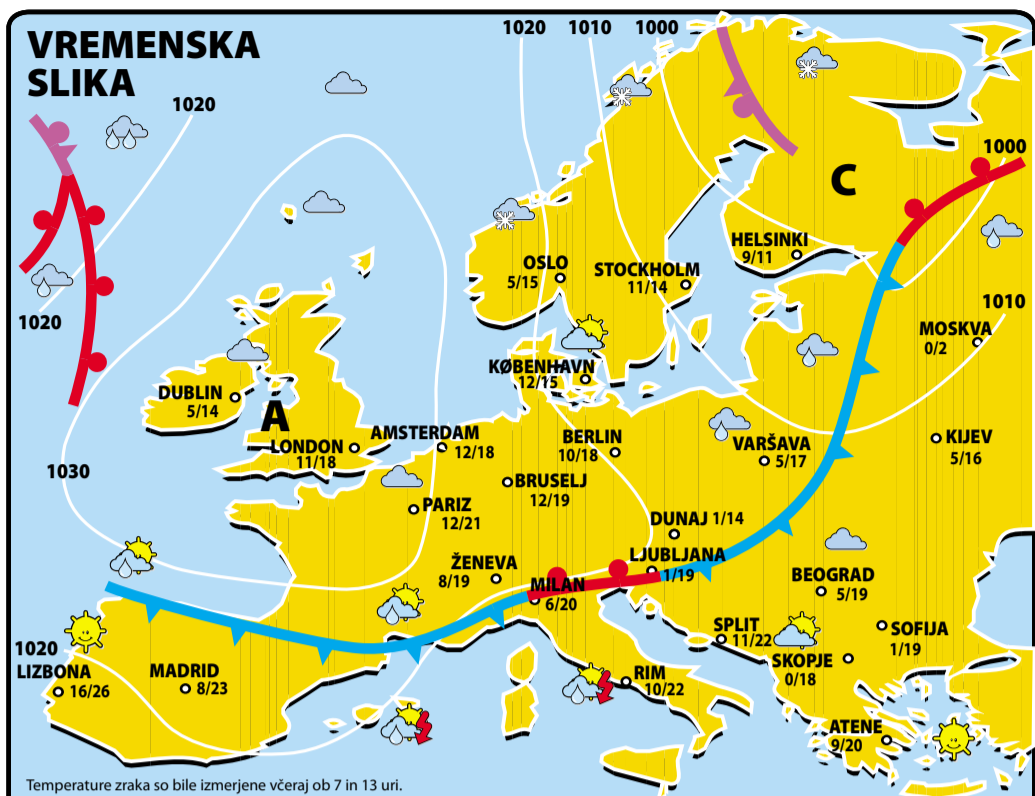 VREMENSKA
SLIKA
1020
1010
1000
1020
1000
C
HELSINKI
9/11
OSLO
5/15
STOCKHOLM
11/14
1020
1010
MOSKVA
0/2
KØBENHAVN
12/15
DUBLIN
5/14
A
LONDON
11/18
AMSTERDAM
12/18
BERLIN
10/18
VARŠAVA
5/17
KIJEV
5/16
1030
BRUSELJ
12/19
PARIZ
12/21
DUNAJ 1/14
LJUBLJANA
1/19
ŽENEVA
8/19
MILAN
6/20
BEOGRAD
5/19
SPLIT
11/22
SOFIJA
1/19
1020
LIZBONA
16/26
MADRID
8/23
RIM
10/22
SKOPJE
0/18
ATENE
9/20
Temperature zraka so bile izmerjene včeraj ob 7 in 13 uri.